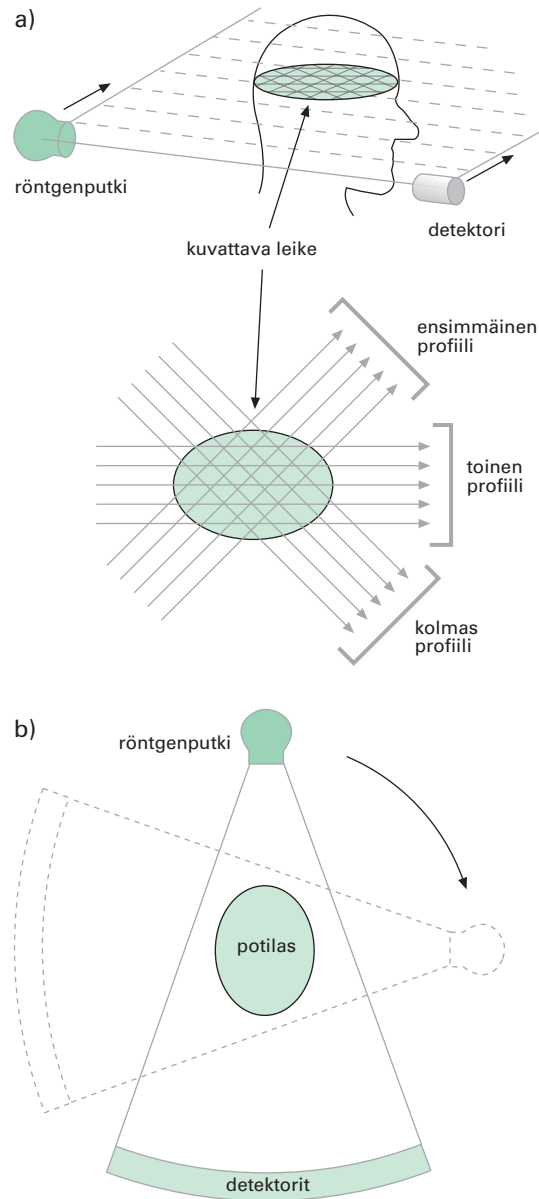 a)
röntgenputki
detektori
kuvattava leike
ensimmäinen
profiili
toinen
profiili
kolmas
profiili
b)
röntgenputki
potilas
detektorit